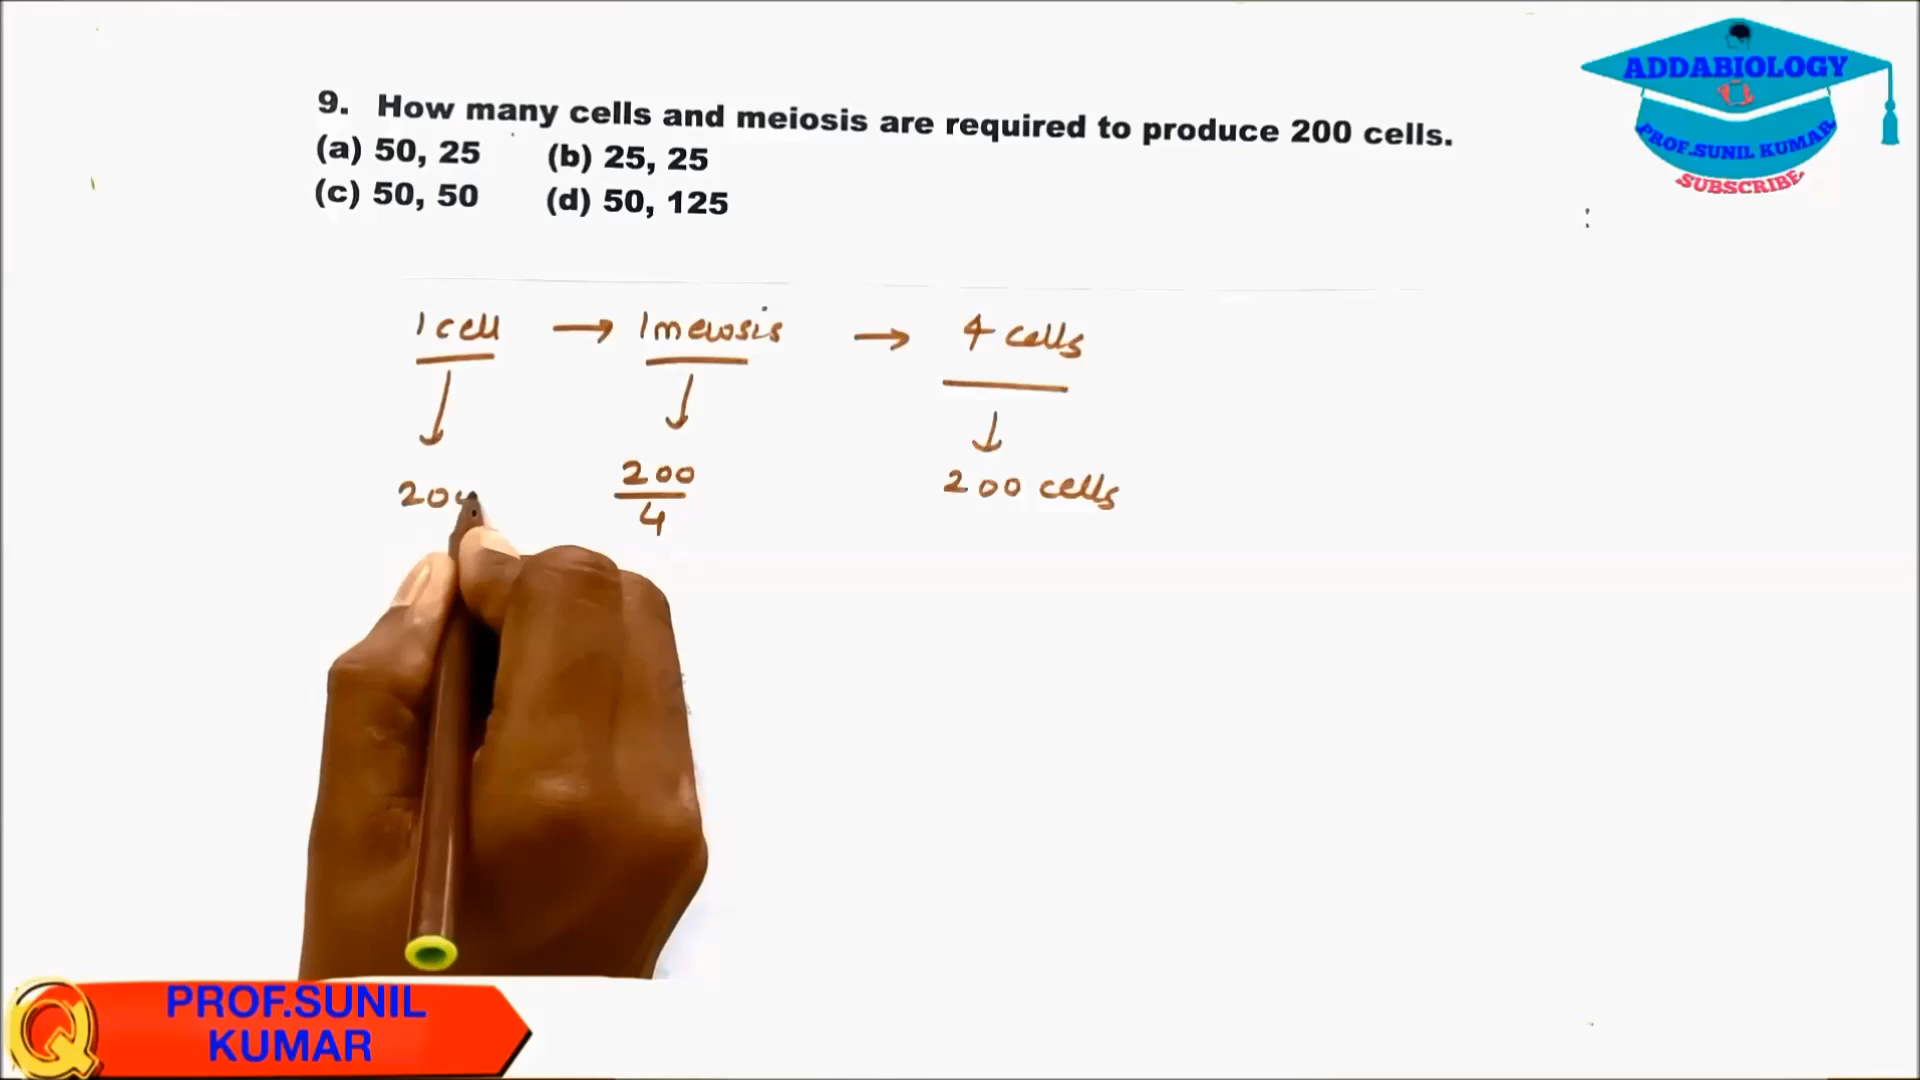 9. How many cells and meiosis are required to produce 200 cells.
(a) 50, 25 (b) 25, 25
(c) 50, 50 (d) 50, 125
ADDABIOLOGY
PROF.SUNIL KUMAR
SUBSCRIBE
1 cell → 1 meiosis → 4 cells
↓ ↓ ↓
200
4
200 cells
PROF.SUNIL
KUMAR